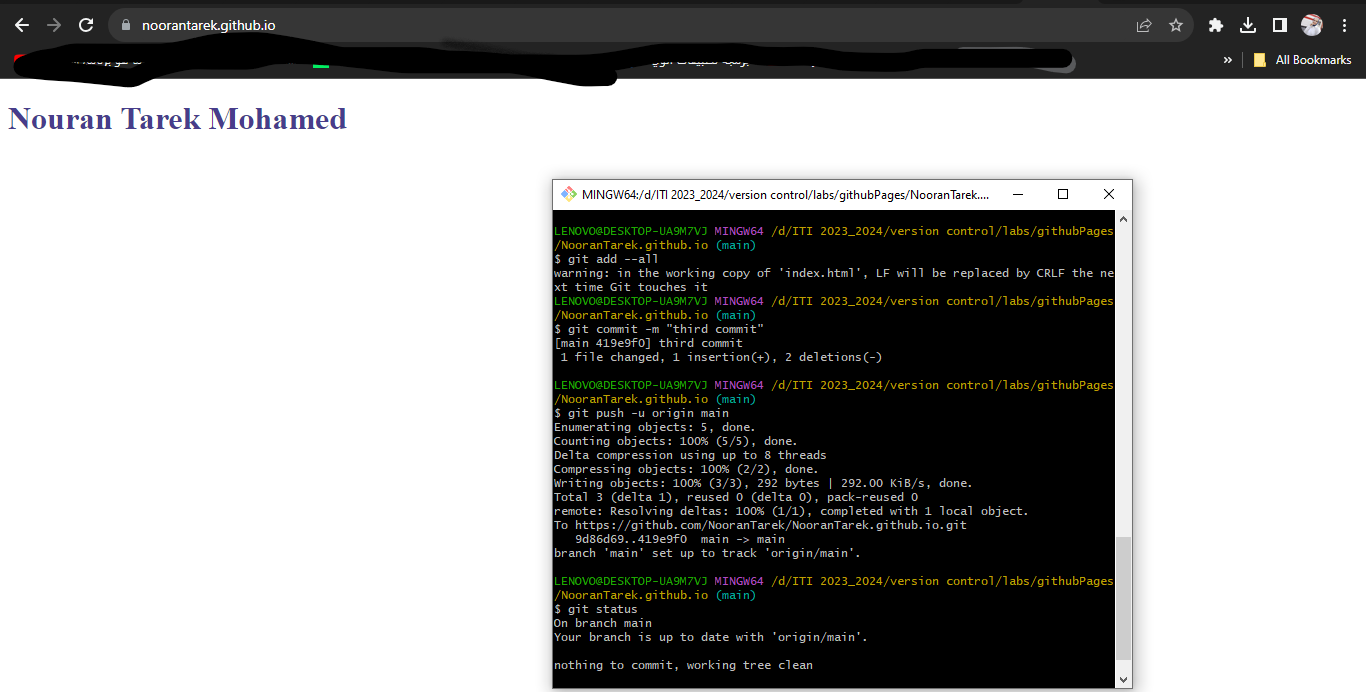 noorantarek.github.io
»
All Bookmarks
Nouran Tarek Mohamed
MINGW64:/d/ITI 2023_2024/version control/labs/githubPages/NooranTarek....
LENOVO@DESKTOP-UA9M7VJ MINGW64 /d/ITI 2023_2024/version control/labs/githubPages
/NooranTarek.github.io (main)
$ git add --all
warning: in the working copy of 'index.html', LF will be replaced by CRLF the ne
xt time Git touches it
LENOVO@DESKTOP-UA9M7VJ MINGW64 /d/ITI 2023_2024/version control/labs/githubPages
/NooranTarek.github.io (main)
$ git commit -m "third commit"
[main 419e9f0] third commit
 1 file changed, 1 insertion(+), 2 deletions(-)
LENOVO@DESKTOP-UA9M7VJ MINGW64 /d/ITI 2023_2024/version control/labs/githubPages
/NooranTarek.github.io (main)
$ git push -u origin main
Enumerating objects: 5, done.
Counting objects: 100% (5/5), done.
Delta compression using up to 8 threads
Compressing objects: 100% (2/2), done.
Writing objects: 100% (3/3), 292 bytes | 292.00 KiB/s, done.
Total 3 (delta 1), reused 0 (delta 0), pack-reused 0
remote: Resolving deltas: 100% (1/1), completed with 1 local object.
To https://github.com/NooranTarek/NooranTarek.github.io.git
   9d86d69..419e9f0  main -> main
branch 'main' set up to track 'origin/main'.
LENOVO@DESKTOP-UA9M7VJ MINGW64 /d/ITI 2023_2024/version control/labs/githubPages
/NooranTarek.github.io (main)
$ git status
On branch main
Your branch is up to date with 'origin/main'.
nothing to commit, working tree clean